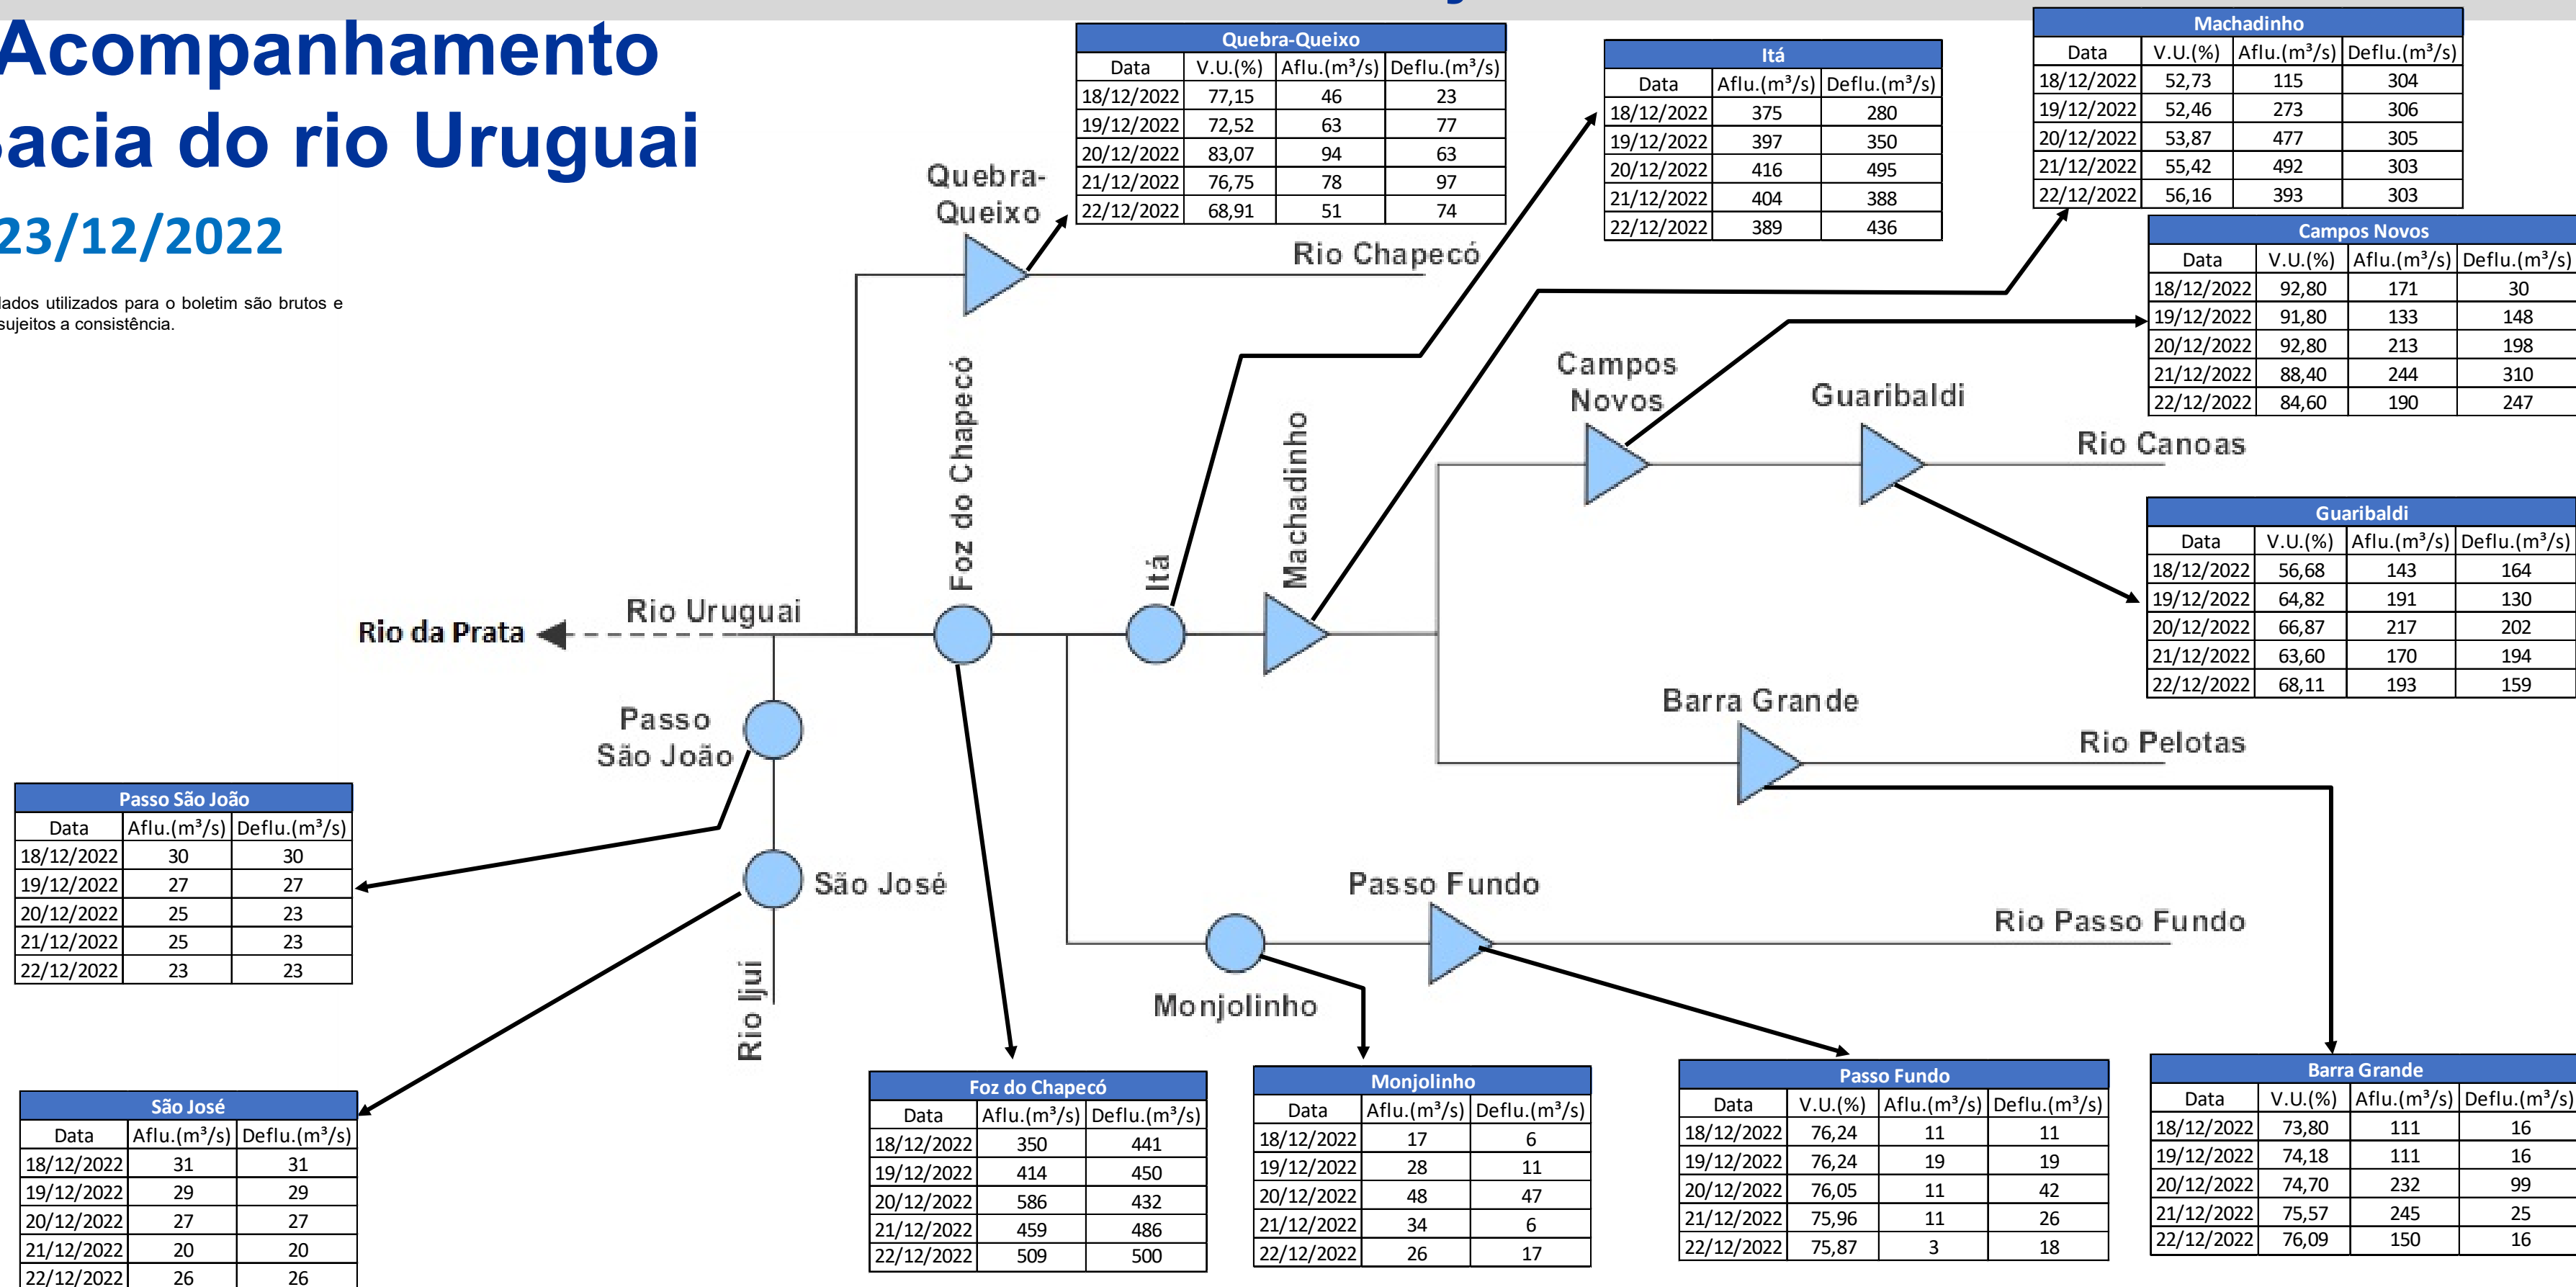 Acompanhamento
acia do rio Uruguai
23/12/2022
dados utilizados para o boletim são brutos e
sujeitos a consistência.
Quebra-Queixo
Data V.U.(%) Aflu.(m³/s) Deflu.(m³/s)
18/12/2022 77,15 46 23
19/12/2022 72,52 63 77
20/12/2022 83,07 94 63
21/12/2022 76,75 78 97
22/12/2022 68,91 51 74
Itá
Data Aflu.(m³/s) Deflu.(m³/s)
18/12/2022 375 280
19/12/2022 397 350
20/12/2022 416 495
21/12/2022 404 388
22/12/2022 389 436
Machadinho
Data V.U.(%) Aflu.(m³/s) Deflu.(m³/s)
18/12/2022 52,73 115 304
19/12/2022 52,46 273 306
20/12/2022 53,87 477 305
21/12/2022 55,42 492 303
22/12/2022 56,16 393 303
Campos Novos
Data V.U.(%) Aflu.(m³/s) Deflu.(m³/s)
18/12/2022 92,80 171 30
19/12/2022 91,80 133 148
20/12/2022 92,80 213 198
21/12/2022 88,40 244 310
22/12/2022 84,60 190 247
Quebra-
Queixo
Rio Chapecó
Foz do Chapecó
Itá
Machadinho
Campos
Novos
Guaribaldi
Rio Canoas
Guaribaldi
Data V.U.(%) Aflu.(m³/s) Deflu.(m³/s)
18/12/2022 56,68 143 164
19/12/2022 64,82 191 130
20/12/2022 66,87 217 202
21/12/2022 63,60 170 194
22/12/2022 68,11 193 159
Rio da Prata
Rio Uruguai
Passo
São João
Barra Grande
Rio Pelotas
Passo São João
Data Aflu.(m³/s) Deflu.(m³/s)
18/12/2022 30 30
19/12/2022 27 27
20/12/2022 25 23
21/12/2022 25 23
22/12/2022 23 23
São José
Passo Fundo
Rio Passo Fundo
Rio Ijuí
Monjolinho
São José
Data Aflu.(m³/s) Deflu.(m³/s)
18/12/2022 31 31
19/12/2022 29 29
20/12/2022 27 27
21/12/2022 20 20
22/12/2022 26 26
Foz do Chapecó
Data Aflu.(m³/s) Deflu.(m³/s)
18/12/2022 350 441
19/12/2022 414 450
20/12/2022 586 432
21/12/2022 459 486
22/12/2022 509 500
Monjolinho
Data Aflu.(m³/s) Deflu.(m³/s)
18/12/2022 17 6
19/12/2022 28 11
20/12/2022 48 47
21/12/2022 34 6
22/12/2022 26 17
Passo Fundo
Data V.U.(%) Aflu.(m³/s) Deflu.(m³/s)
18/12/2022 76,24 11 11
19/12/2022 76,24 19 19
20/12/2022 76,05 11 42
21/12/2022 75,96 11 26
22/12/2022 75,87 3 18
Barra Grande
Data V.U.(%) Aflu.(m³/s) Deflu.(m³/s)
18/12/2022 73,80 111 16
19/12/2022 74,18 111 16
20/12/2022 74,70 232 99
21/12/2022 75,57 245 25
22/12/2022 76,09 150 16